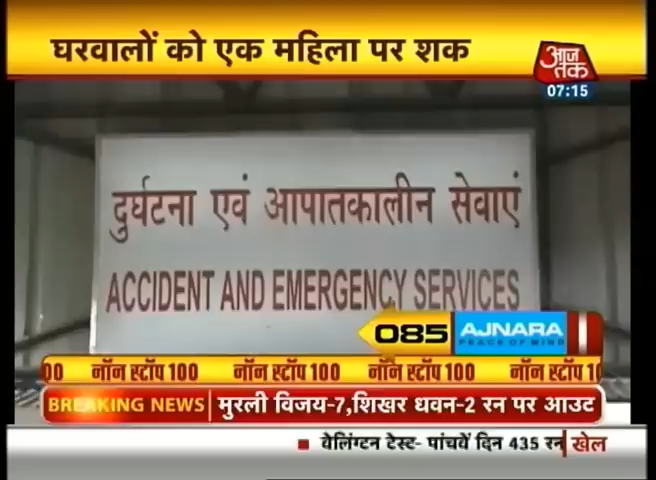 घरवालों को एक महिला पर शक
आज तक
07:15
दुर्घटना एवं आपातकालीन सेवाएं
ACCIDENT AND EMERGENCY SERVICES
085 AJNARA
PEACE OF MIND
00 नॉन स्टॉप 100 नॉन स्टॉप 100 नॉन स्टॉप 100 नॉन स्टॉप 1
BREAKING NEWS मुरली विजय-7,शिखर धवन-2 रन पर आउट
वेलिंग्टन टेस्ट- पांचवें दिन 435 रन खेल